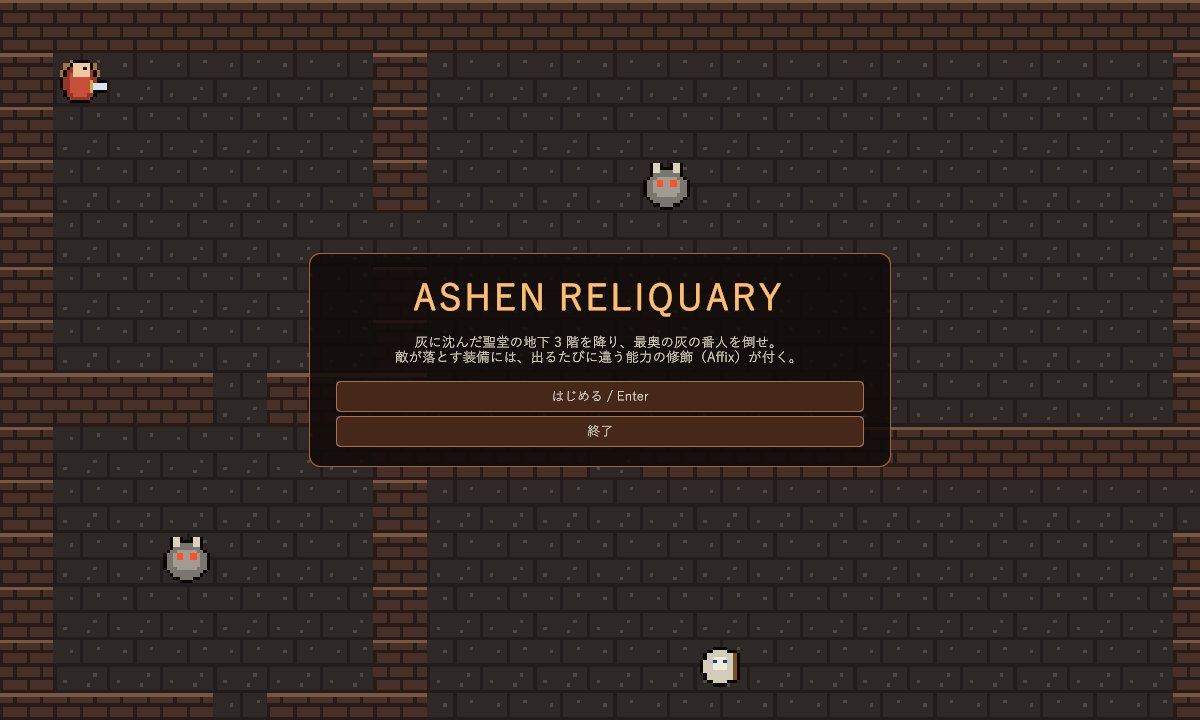 ASHEN RELIQUARY
灰に沈んだ聖堂の地下 3 階を降り、最奥の灰の番人を倒せ。
敵が落とす装備には、出るたびに違う能力の修飾（Affix）が付く。
はじめる / Enter
終了